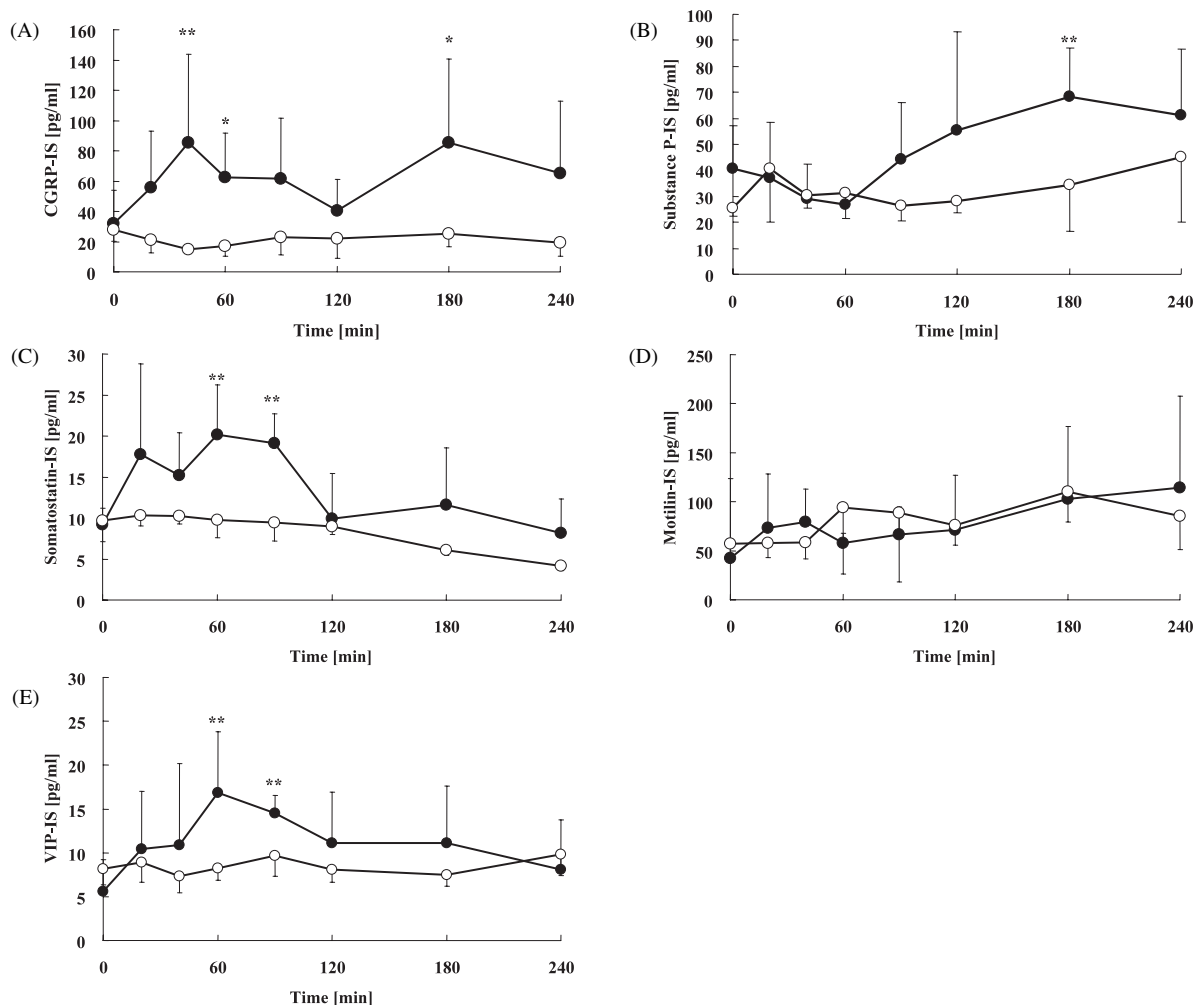 (A)
CGRP-IS [pg/ml]
160
140
120
100
80
60
40
20
0
**
*
*
0 60 120 180 240
Time [min]
(B)
Substance P-IS [pg/ml]
100
90
80
70
60
50
40
30
20
10
0
**
0 60 120 180 240
Time [min]
(C)
Somatostatin-IS [pg/ml]
30
25
20
15
10
5
0
**
**
0 60 120 180 240
Time [min]
(D)
Motilin-IS [pg/ml]
250
200
150
100
50
0
0 60 120 180 240
Time [min]
(E)
VIP-IS [pg/ml]
30
25
20
15
10
5
0
**
**
0 60 120 180 240
Time [min]